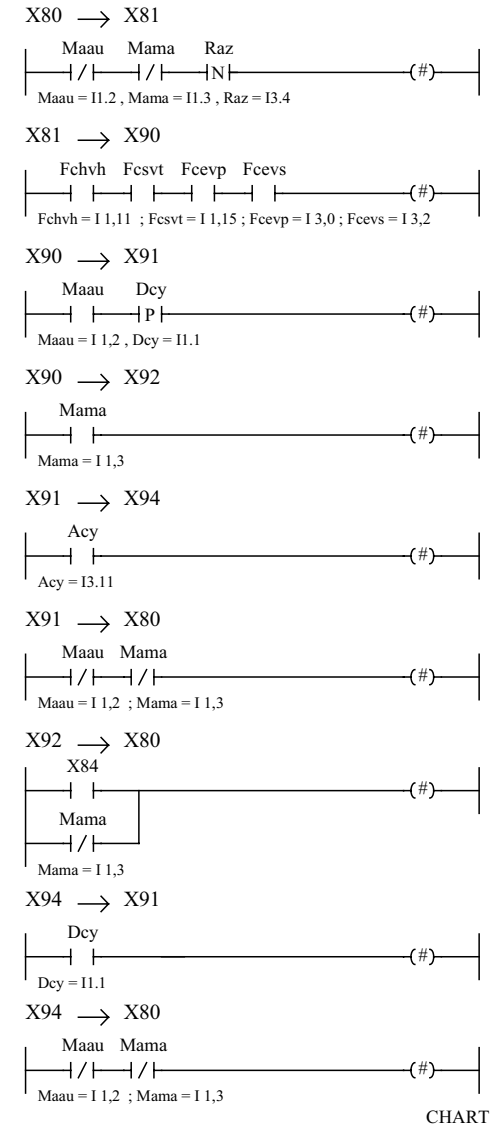 X80 → X81
Maau Mama Raz
/ / N (#)
Maau = I1.2 , Mama = I1.3 , Raz = I3.4
X81 → X90
Fchvh Fcsvt Fcevp Fcevs
(#)
Fchvh = I 1,11 ; Fcsvt = I 1,15 ; Fcevp = I 3,0 ; Fcevs = I 3,2
X90 → X91
Maau Dcy
P (#)
Maau = I 1,2 , Dcy = I1.1
X90 → X92
Mama
(#)
Mama = I 1,3
X91 → X94
Acy
(#)
Acy = I3.11
X91 → X80
Maau Mama
/ / (#)
Maau = I 1,2 ; Mama = I 1,3
X92 → X80
X84
(#)
Mama
/
Mama = I 1,3
X94 → X91
Dcy
(#)
Dcy = I1.1
X94 → X80
Maau Mama
/ / (#)
Maau = I 1,2 ; Mama = I 1,3
CHART